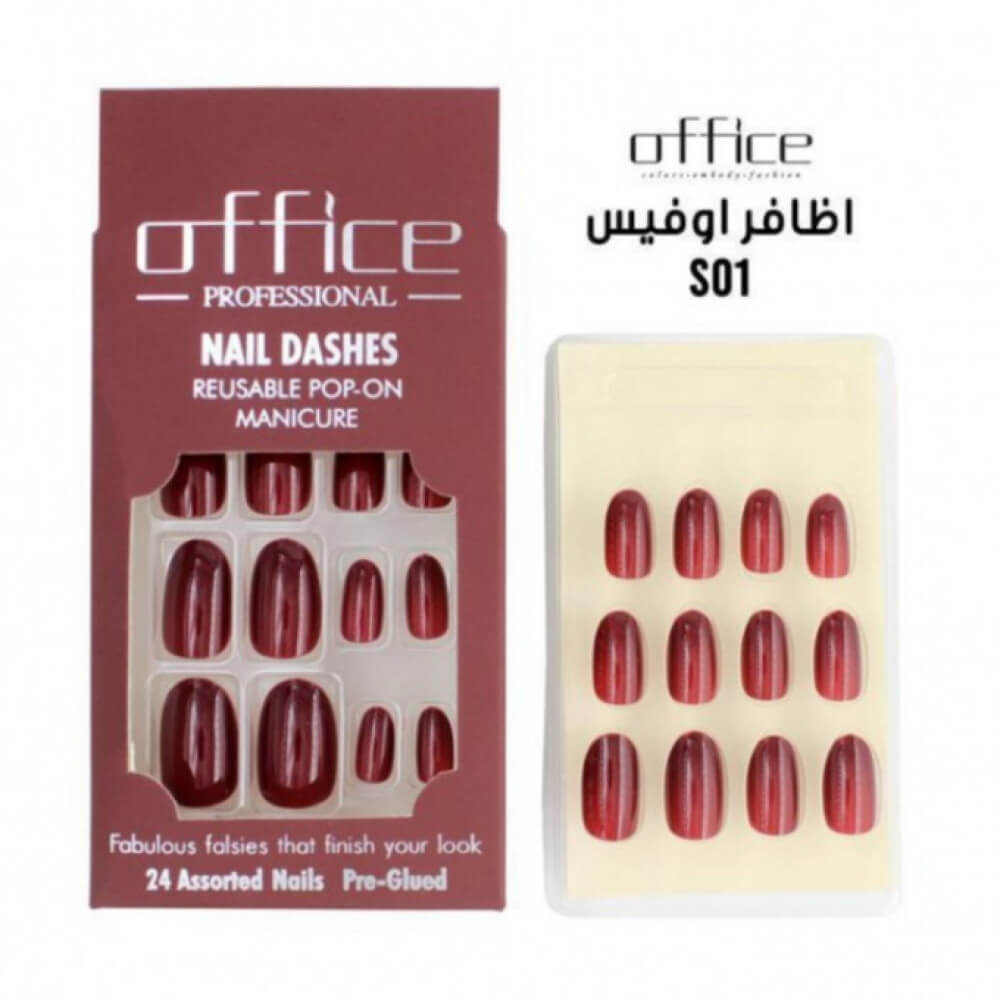 office
PROFESSIONAL
NAIL DASHES
REUSABLE POP-ON
MANICURE
Fabulous falsies that finish your look
24 Assorted Nails Pre-Glued
office
اظافر اوفيس
S01